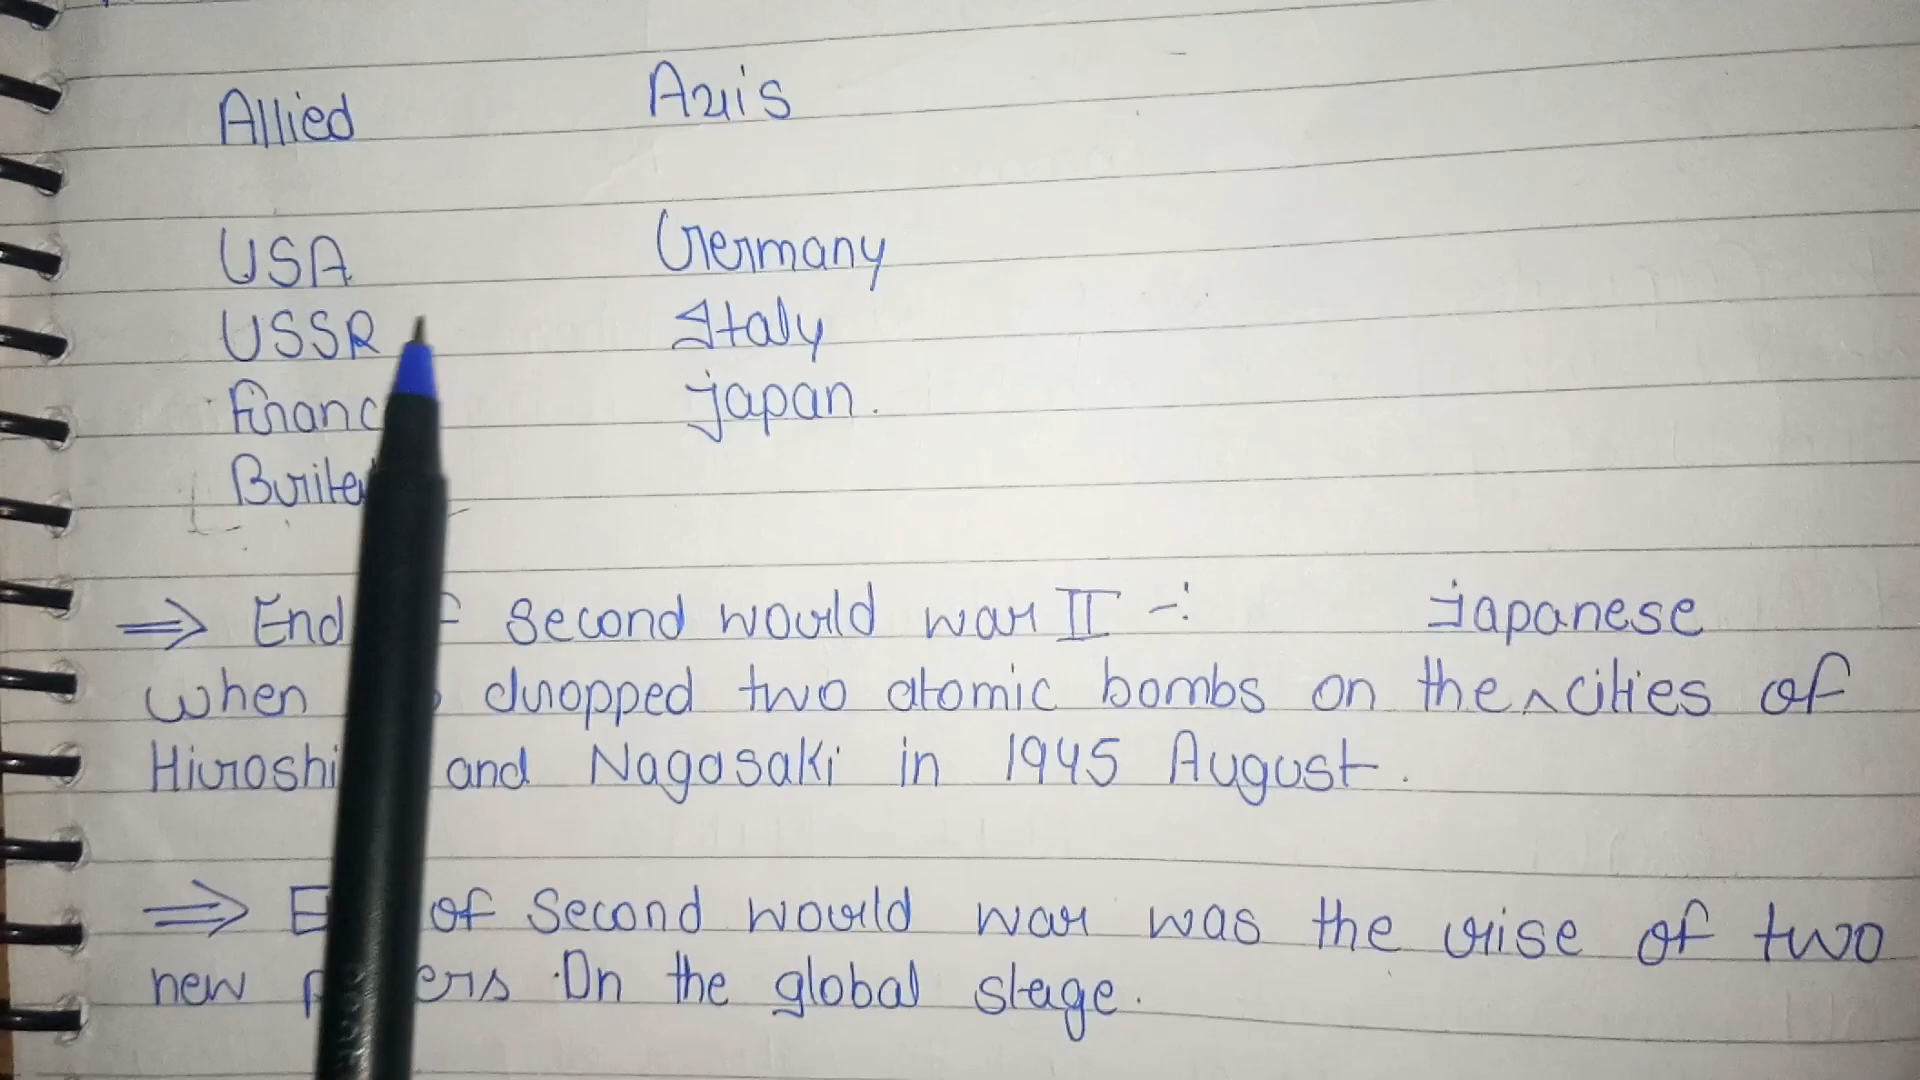 Allied Axis
USA Germany
USSR Italy
Franc Japan.
Brite
⇒ End of Second world war II -: Japanese
when dropped two atomic bombs on the ^ cities of
Hiroshi and Nagasaki in 1945 August.
⇒ E of Second world war was the rise of two
new p ers On the global stage.